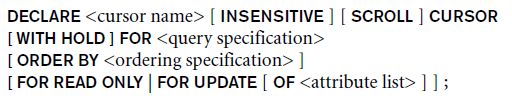 DECLARE <cursor name> [ INSENSITIVE ] [ SCROLL ] CURSOR
[ WITH HOLD ] FOR <query specification>
[ ORDER BY <ordering specification> ]
[ FOR READ ONLY | FOR UPDATE [ OF <attribute list> ] ] ;